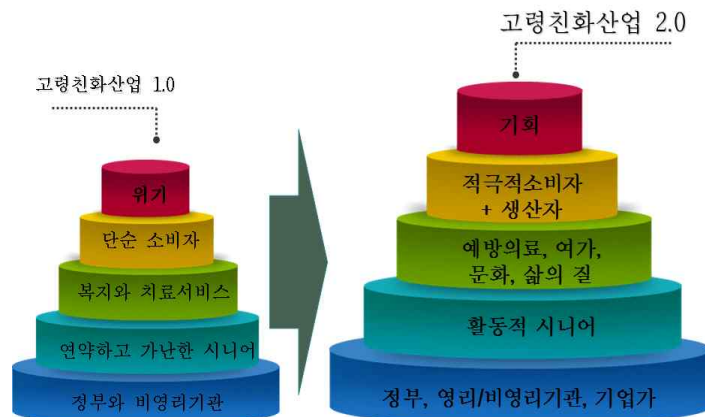 고령친화산업 1.0
위기
단순 소비자
복지와 치료서비스
연약하고 가난한 시니어
정부와 비영리기관
고령친화산업 2.0
기회
적극적소비자
+ 생산자
예방의료, 여가,
문화, 삶의 질
활동적 시니어
정부, 영리/비영리기관, 기업가